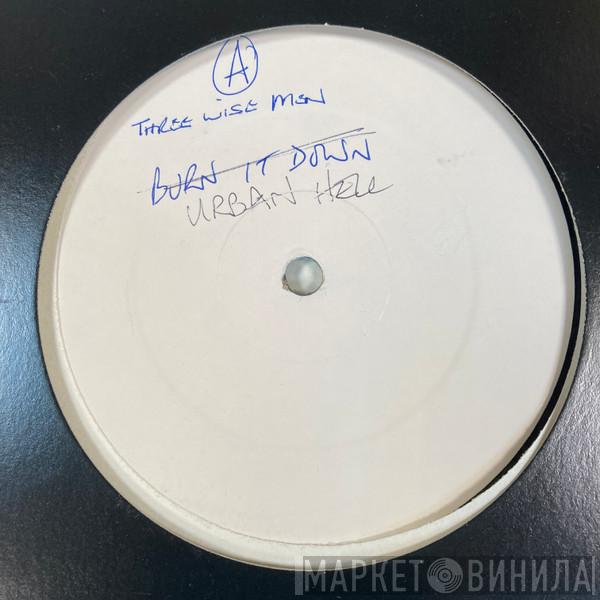 A
THREE WISE MEN
BURN IT DOWN
URBAN HELL
МАРКЕТ ВИНИЛА